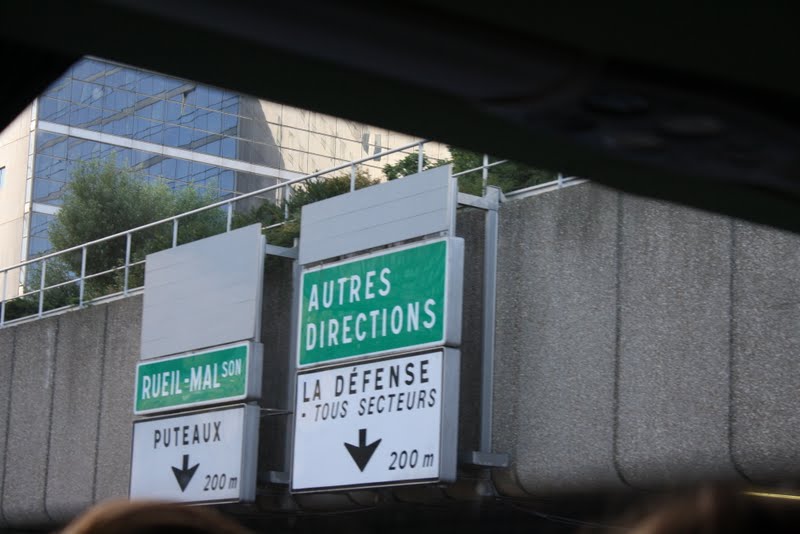 RUEIL-MALSON
PUTEAUX
200 m
AUTRES
DIRECTIONS
LA DÉFENSE
- TOUS SECTEURS
200 m